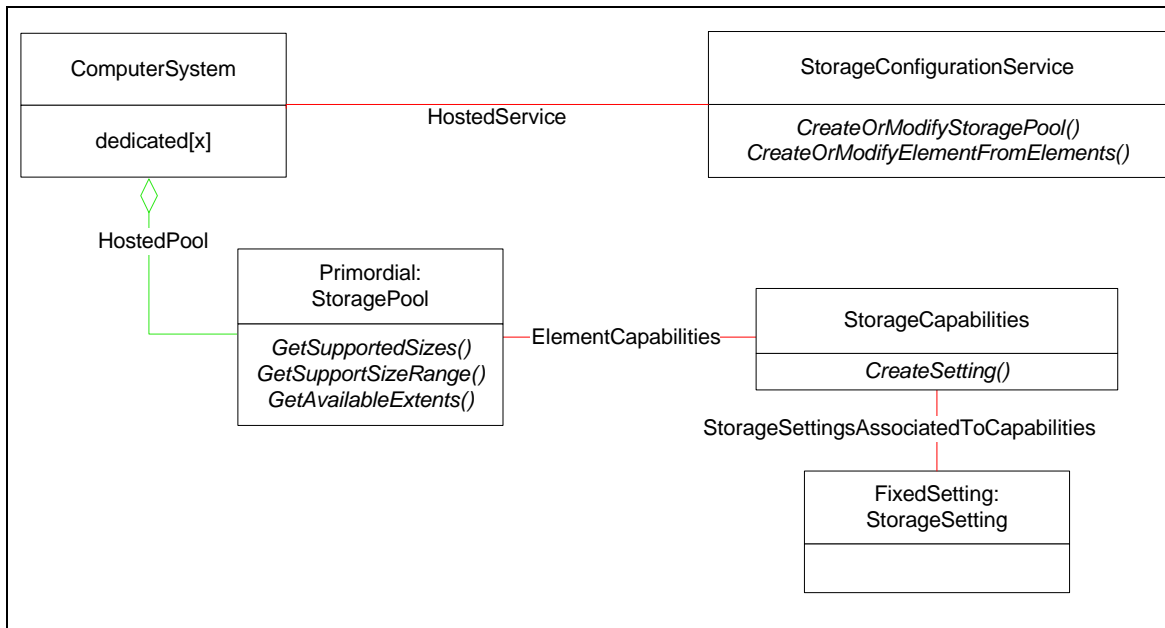 ComputerSystem
dedicated[x]
HostedService
StorageConfigurationService
CreateOrModifyStoragePool()
CreateOrModifyElementFromElements()
HostedPool
Primordial:
StoragePool
GetSupportedSizes()
GetSupportSizeRange()
GetAvailableExtents()
ElementCapabilities
StorageCapabilities
CreateSetting()
StorageSettingsAssociatedToCapabilities
FixedSetting:
StorageSetting